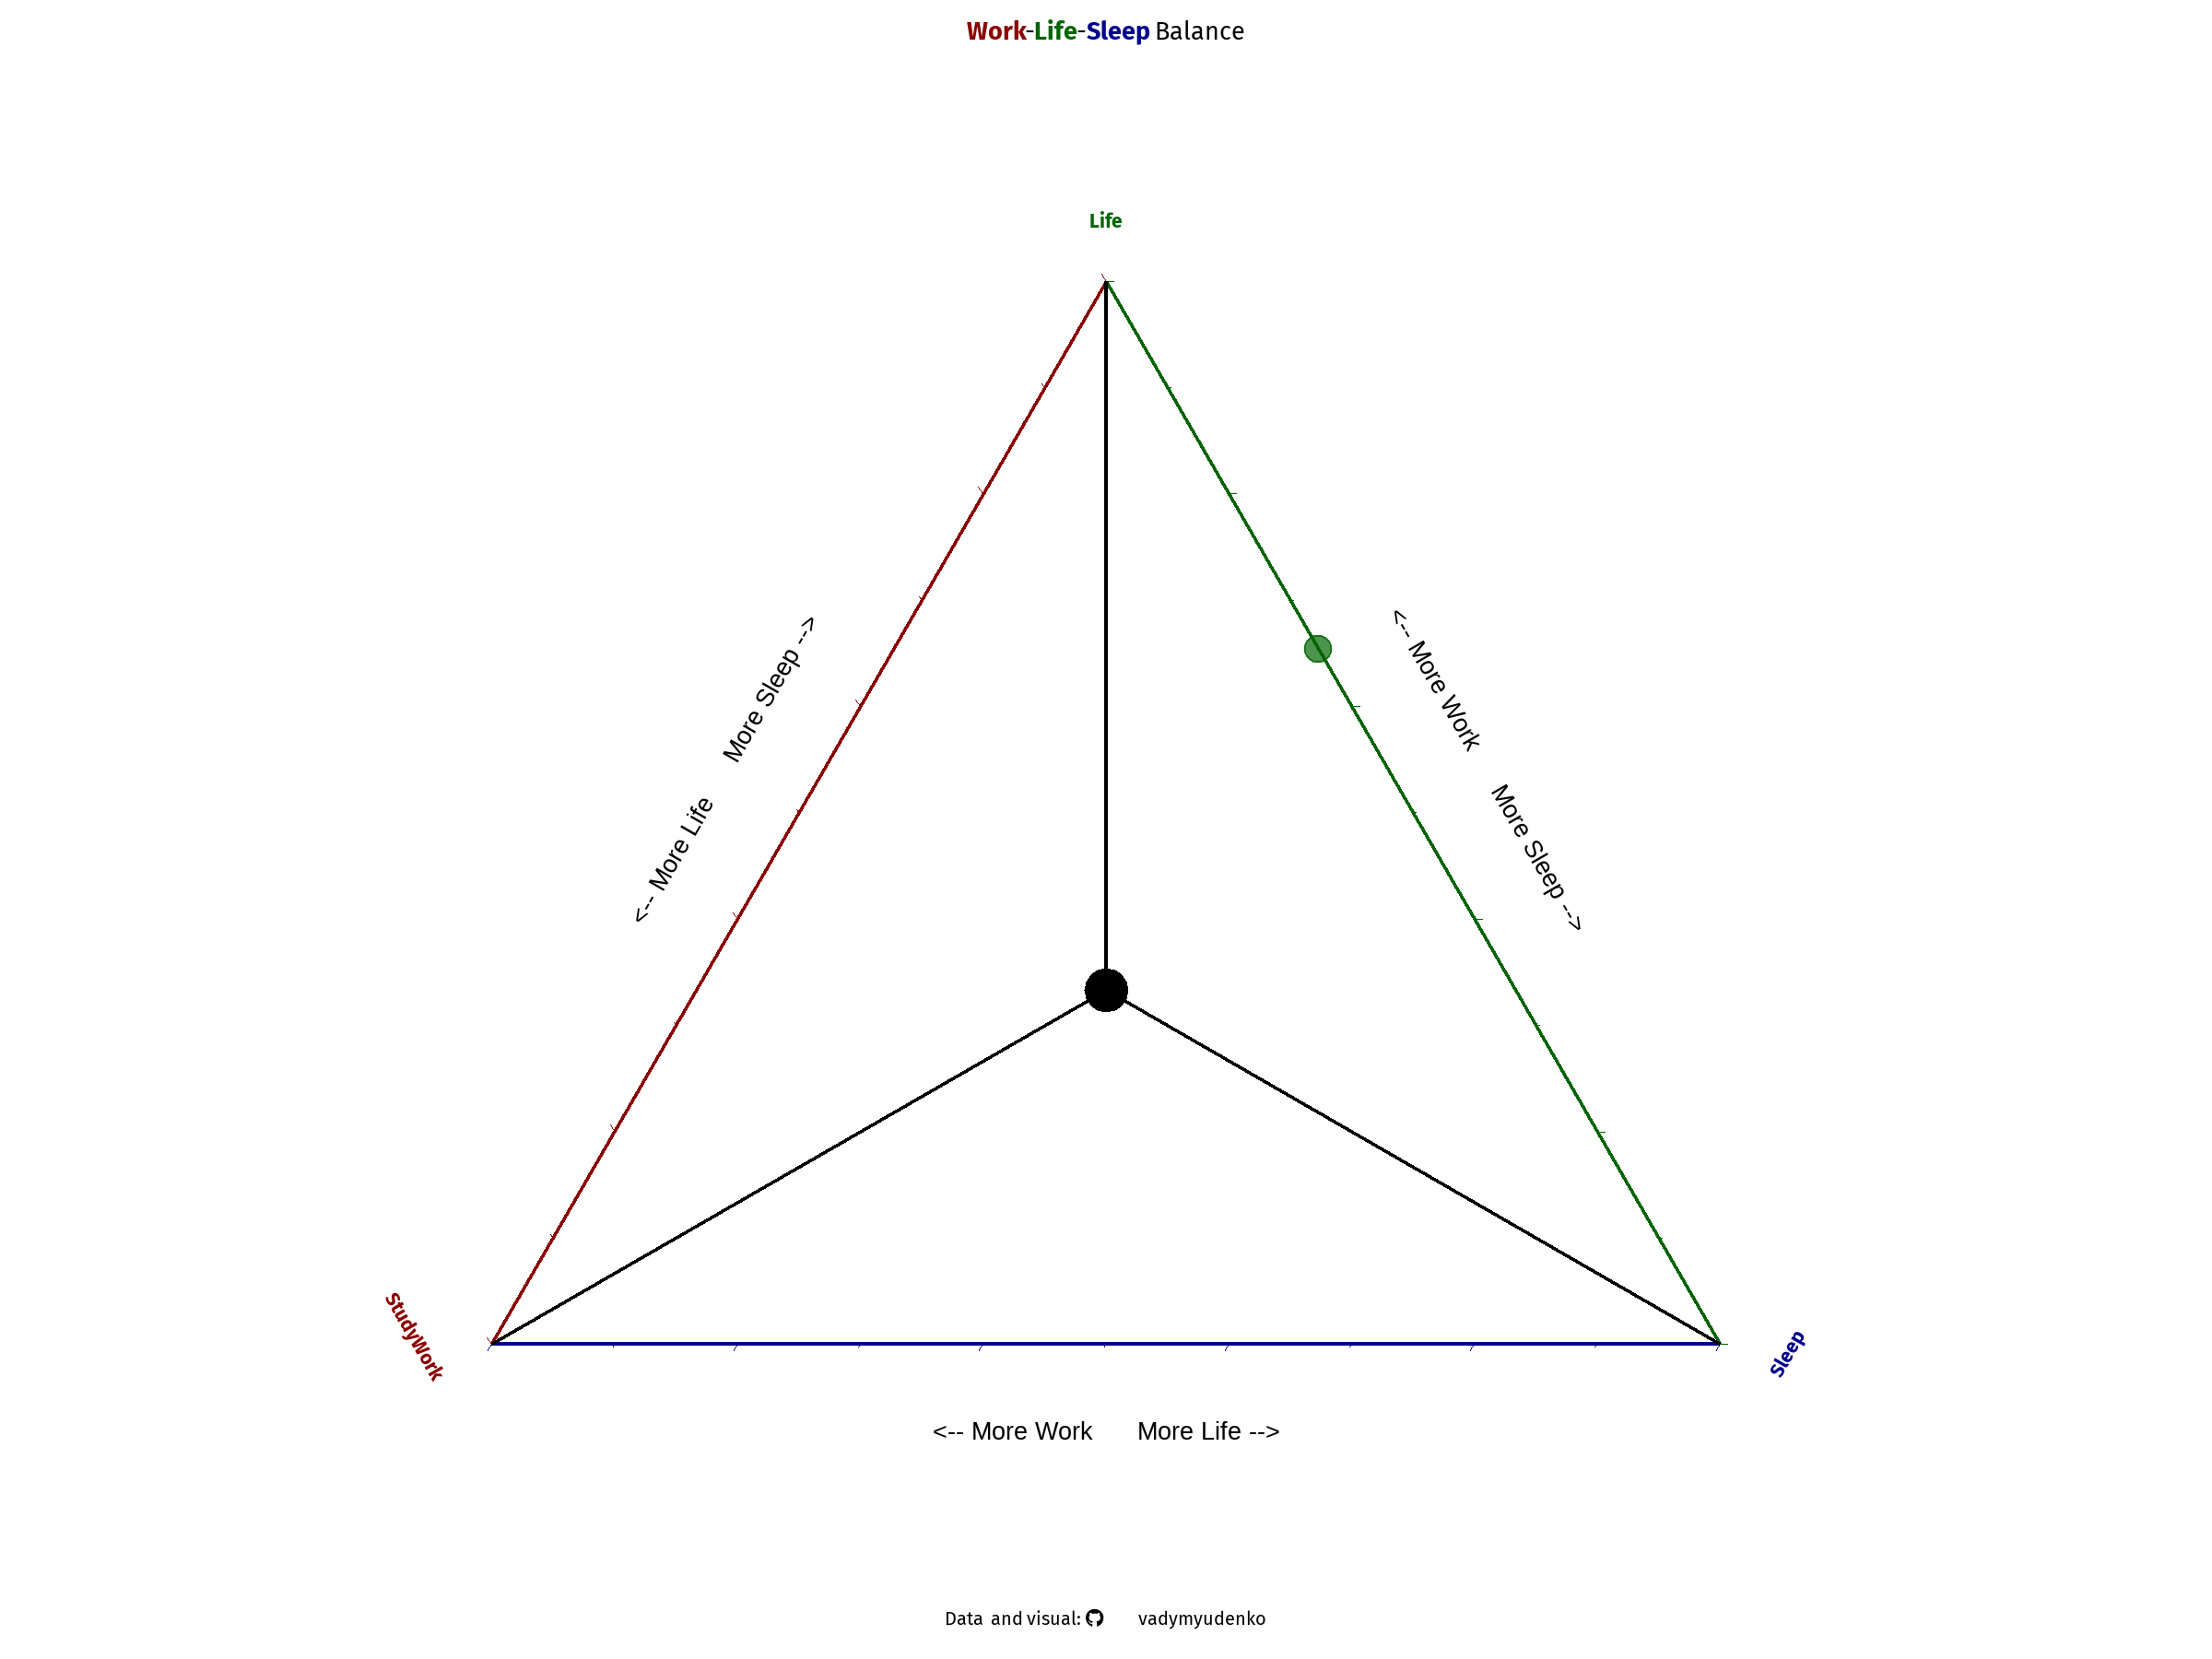 Work-Life-Sleep Balance
Life
<-- More Life More Sleep -->
<-- More Work More Sleep -->
StudyWork
Sleep
<-- More Work More Life -->
Data and visual: vadymyudenko